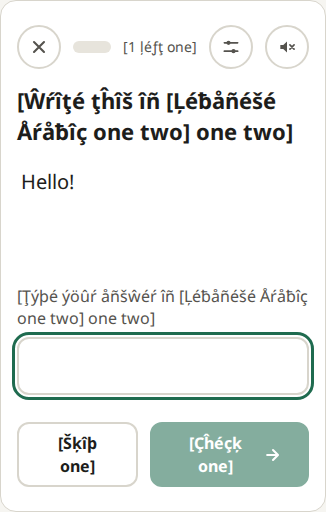 [1 ļéƒţ one]
[Ŵŕîţé ţĥîš îñ [Ļéƀåñéšé
Åŕåƀîç one two] one two]
Hello!
[Ţýþé ýöûŕ åñšŵéŕ îñ [Ļéƀåñéšé Åŕåƀîç
one two] one two]
[Šķîþ
one]
[Çĥéçķ
one]